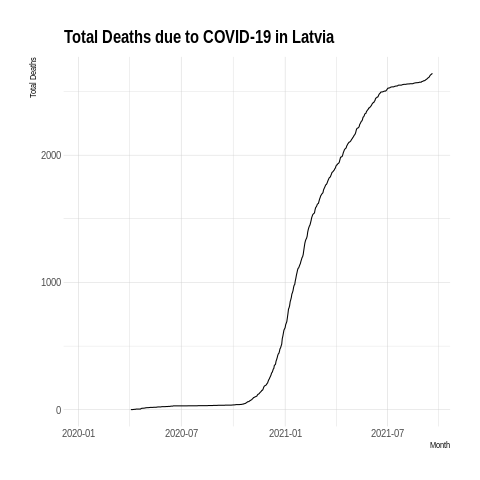 Total Deaths due to COVID-19 in Latvia
Total Deaths
2000
1000
0
2020-01 2020-07 2021-01 2021-07
Month